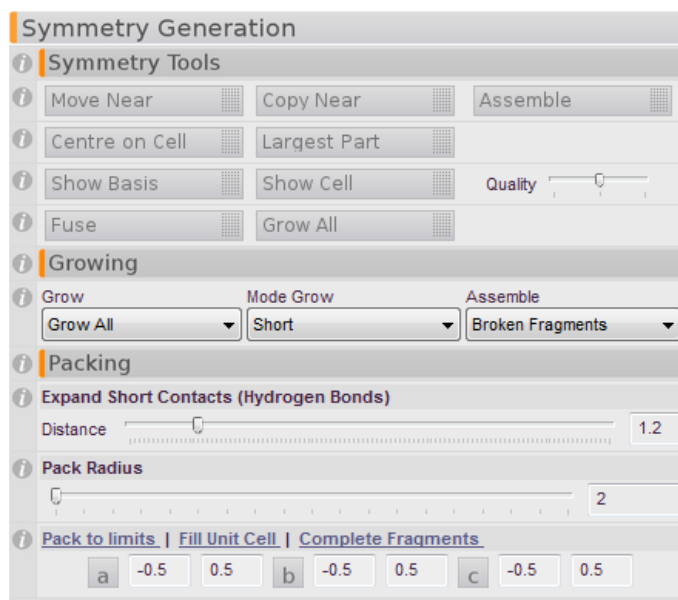 Symmetry Generation
Symmetry Tools
Move Near Copy Near Assemble
Centre on Cell Largest Part
Show Basis Show Cell Quality
Fuse Grow All
Growing
Grow Mode Grow Assemble
Grow All Short Broken Fragments
Packing
Expand Short Contacts (Hydrogen Bonds)
Distance 1.2
Pack Radius
2
Pack to limits | Fill Unit Cell | Complete Fragments
a -0.5 0.5 b -0.5 0.5 c -0.5 0.5